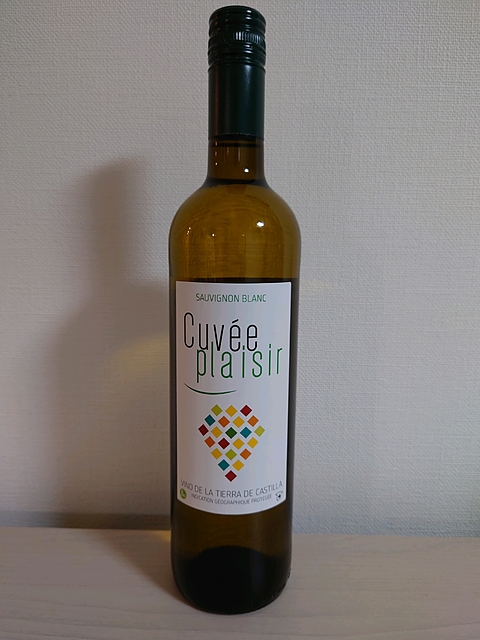 SAUVIGNON BLANC
Cuvée
plaisir
VINO DE LA TIERRA DE CASTILLA
INDICATION GÉOGRAPHIQUE PROTÉGÉE